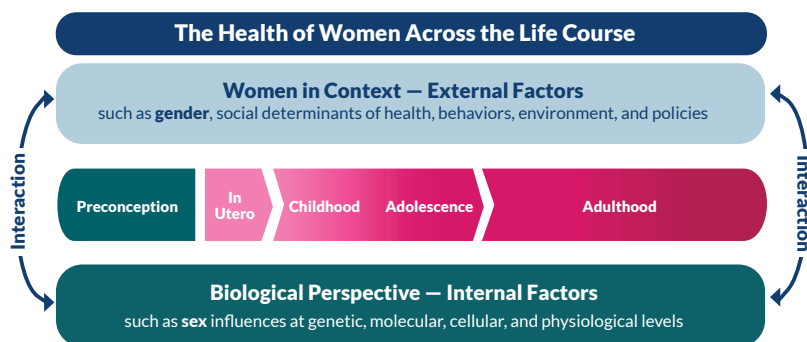 The Health of Women Across the Life Course
Women in Context — External Factors
such as gender, social determinants of health, behaviors, environment, and policies
Interaction
Preconception
In
Utero
Childhood
Adolescence
Adulthood
Interaction
Biological Perspective — Internal Factors
such as sex influences at genetic, molecular, cellular, and physiological levels